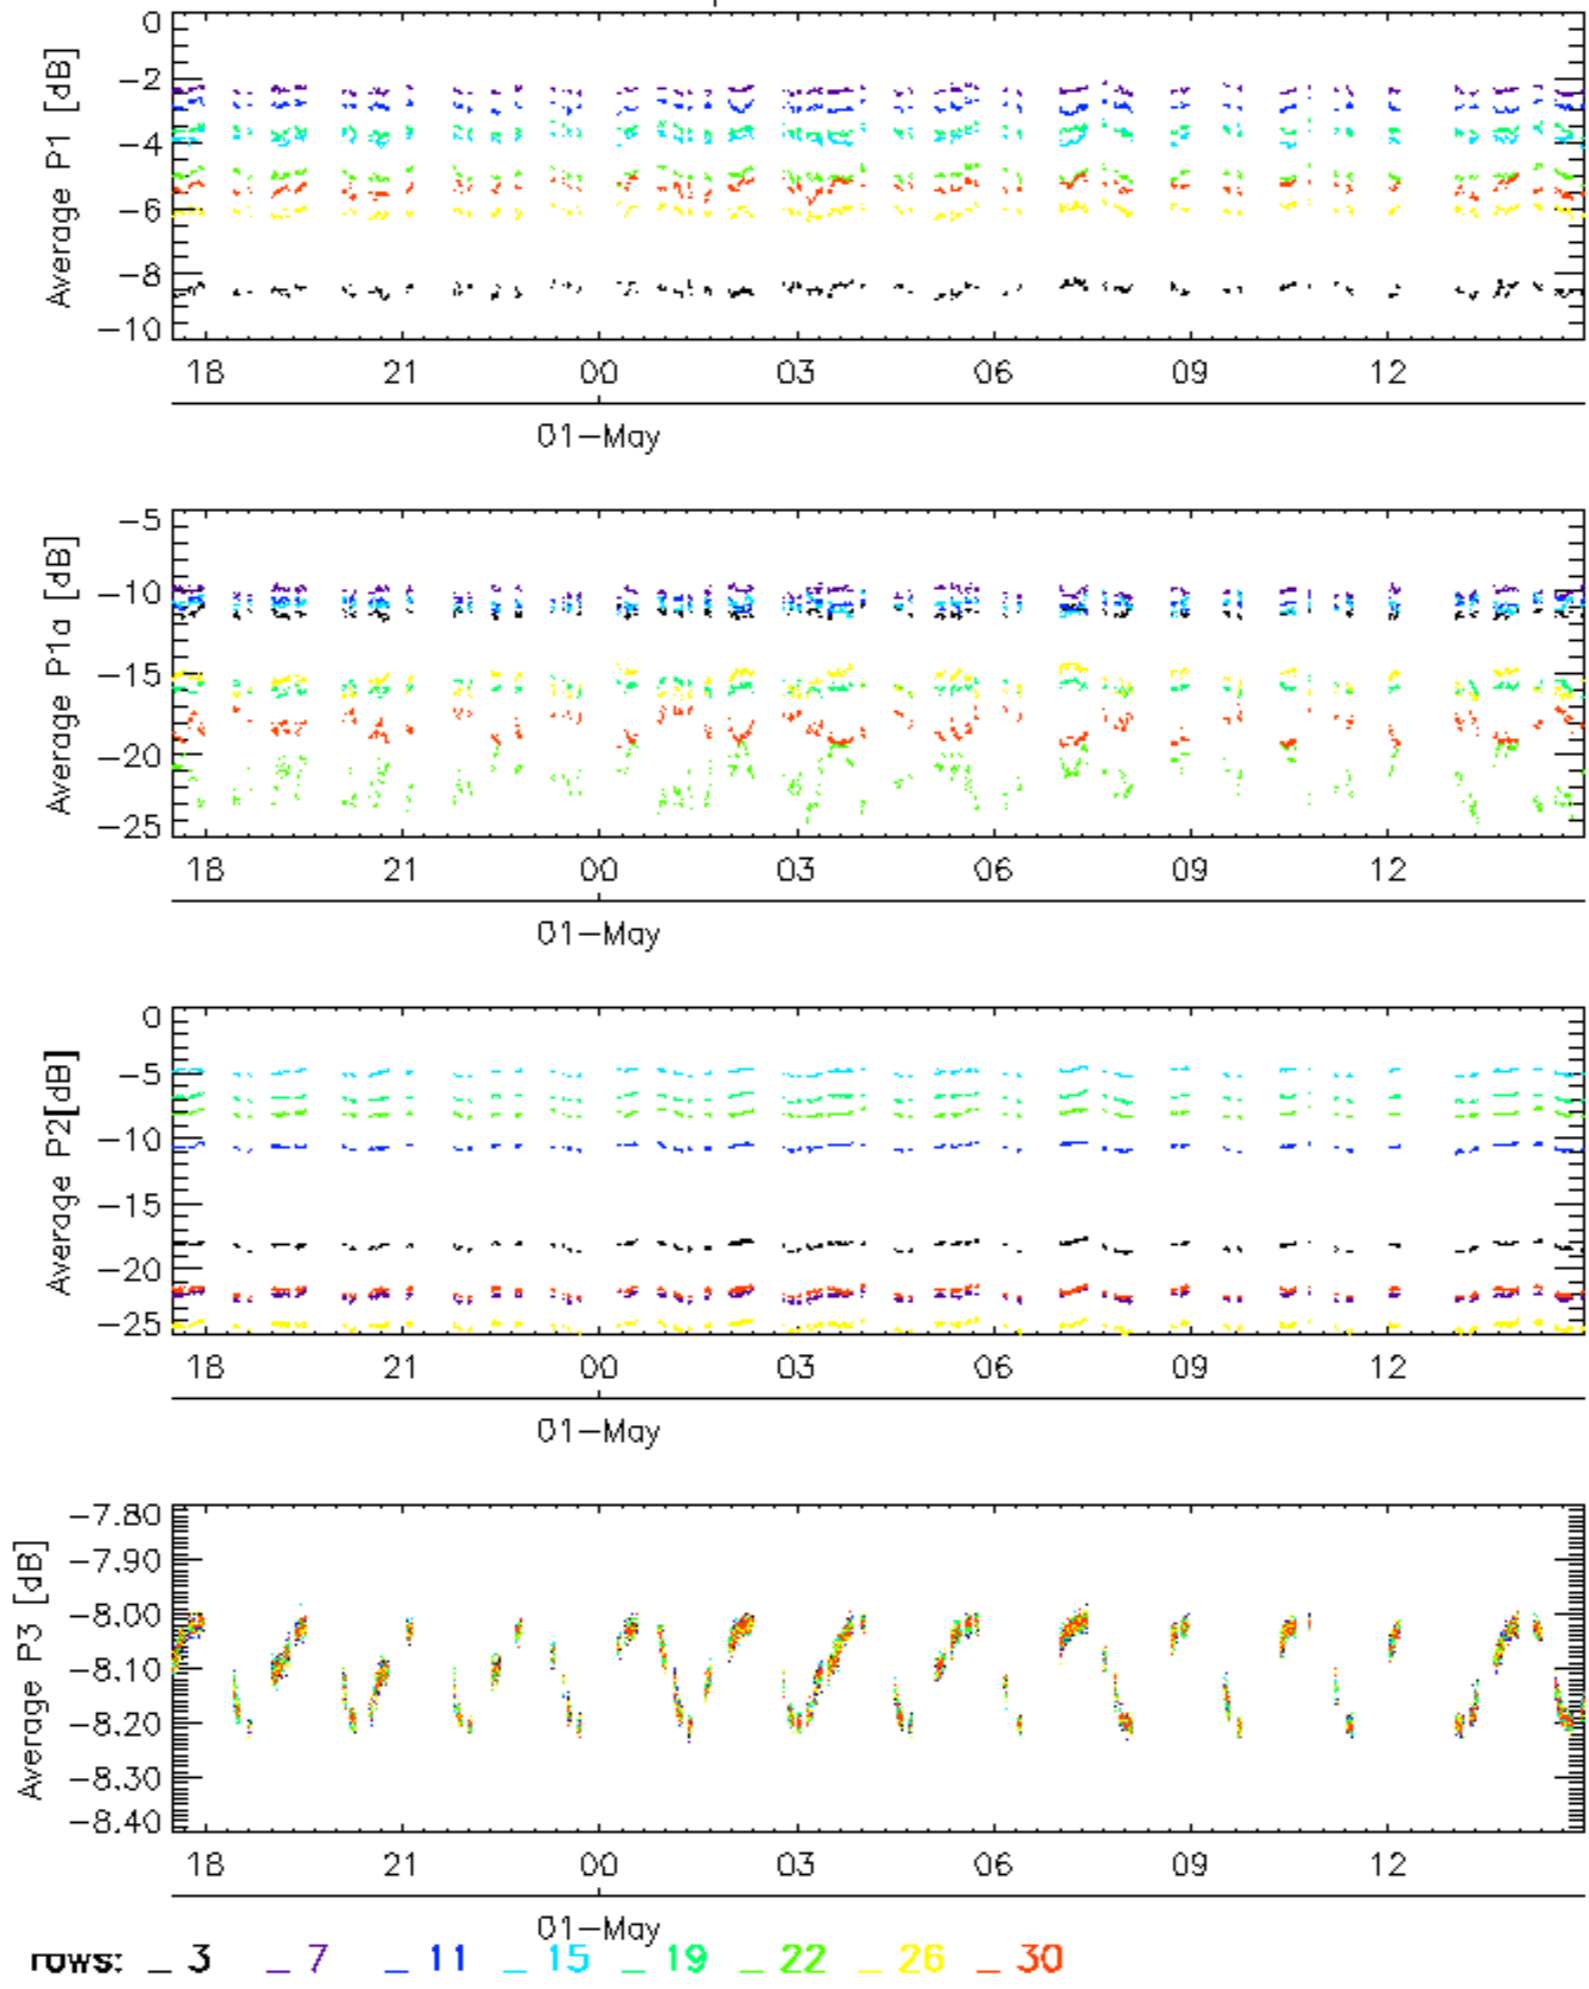 Average P1 [dB]
0
−2
−4
−6
−8
−10
18 21 00 03 06 09 12
01−May
Average P1a [dB]
−5
−10
−15
−20
−25
18 21 00 03 06 09 12
01−May
Average P2[dB]
0
−5
−10
−15
−20
−25
18 21 00 03 06 09 12
01−May
Average P3 [dB]
−7.80
−7.90
−8.00
−8.10
−8.20
−8.30
−8.40
18 21 00 03 06 09 12
01−May
rows: _ 3 _ 7 _ 11 _ 15 _ 19 _ 22 _ 26 _ 30